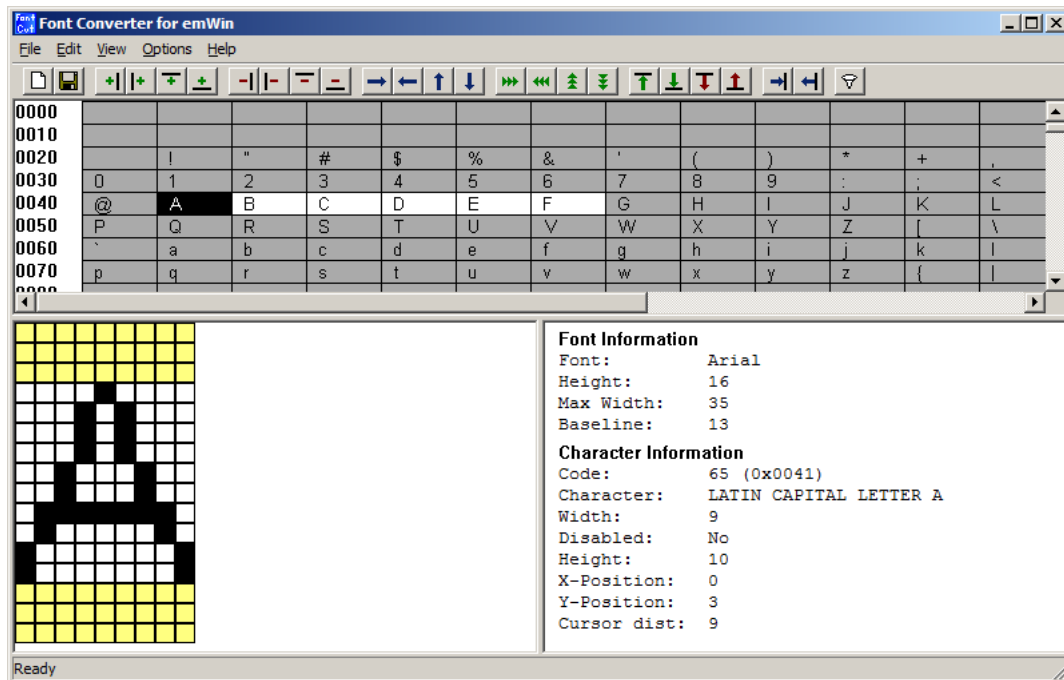 Font Cvt Font Converter for emWin
File Edit View Options Help
0000
0010
0020 ! " # $ % & ' ( ) * + ,
0030 0 1 2 3 4 5 6 7 8 9 : ; <
0040 @ A B C D E F G H I J K L
0050 P Q R S T U V W X Y Z [ \
0060 ` a b c d e f g h i j k l
0070 p q r s t u v w x y z { |
Font Information
Font: Arial
Height: 16
Max Width: 35
Baseline: 13
Character Information
Code: 65 (0x0041)
Character: LATIN CAPITAL LETTER A
Width: 9
Disabled: No
Height: 10
X-Position: 0
Y-Position: 3
Cursor dist: 9
Ready